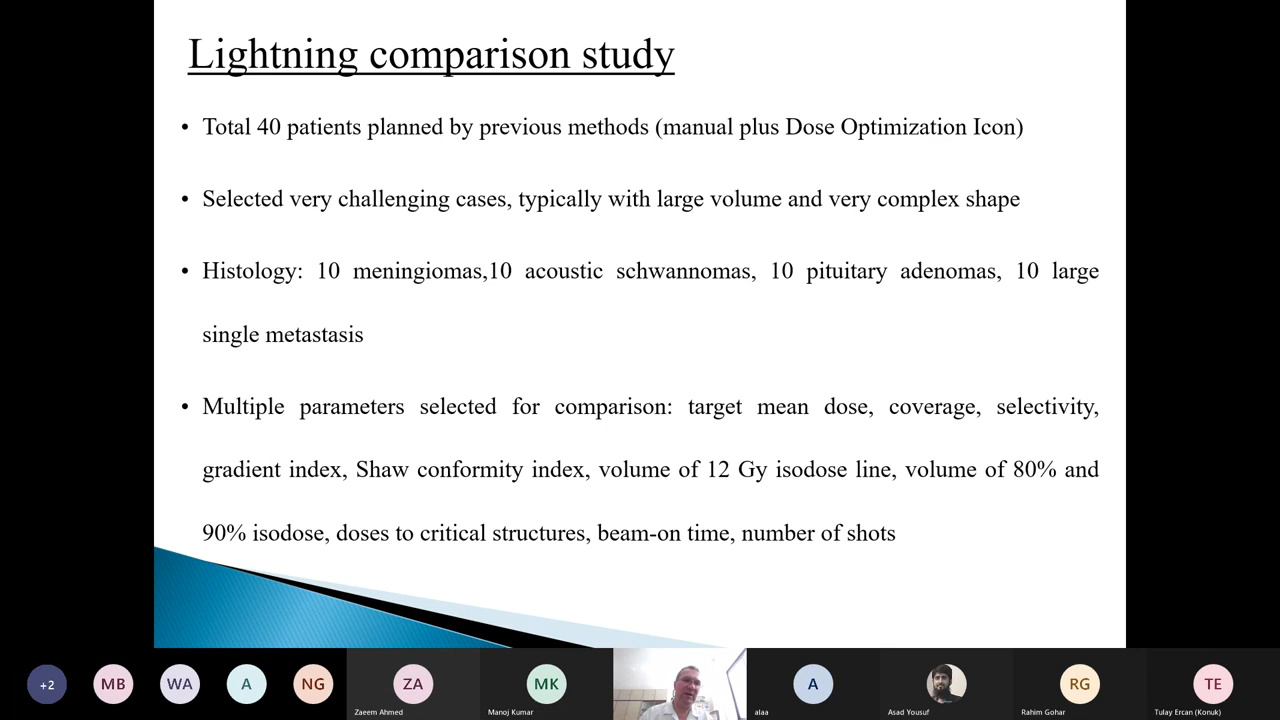 Lightning comparison study
• Total 40 patients planned by previous methods (manual plus Dose Optimization Icon)
• Selected very challenging cases, typically with large volume and very complex shape
• Histology: 10 meningiomas,10 acoustic schwannomas, 10 pituitary adenomas, 10 large
single metastasis
• Multiple parameters selected for comparison: target mean dose, coverage, selectivity,
gradient index, Shaw conformity index, volume of 12 Gy isodose line, volume of 80% and
90% isodose, doses to critical structures, beam-on time, number of shots
+2 MB WA A NG ZA MK A RG TE
Zaeem Ahmed Manoj Kumar alaa Asad Yousuf Rahim Gohar Tulay Ercan (Konuk)